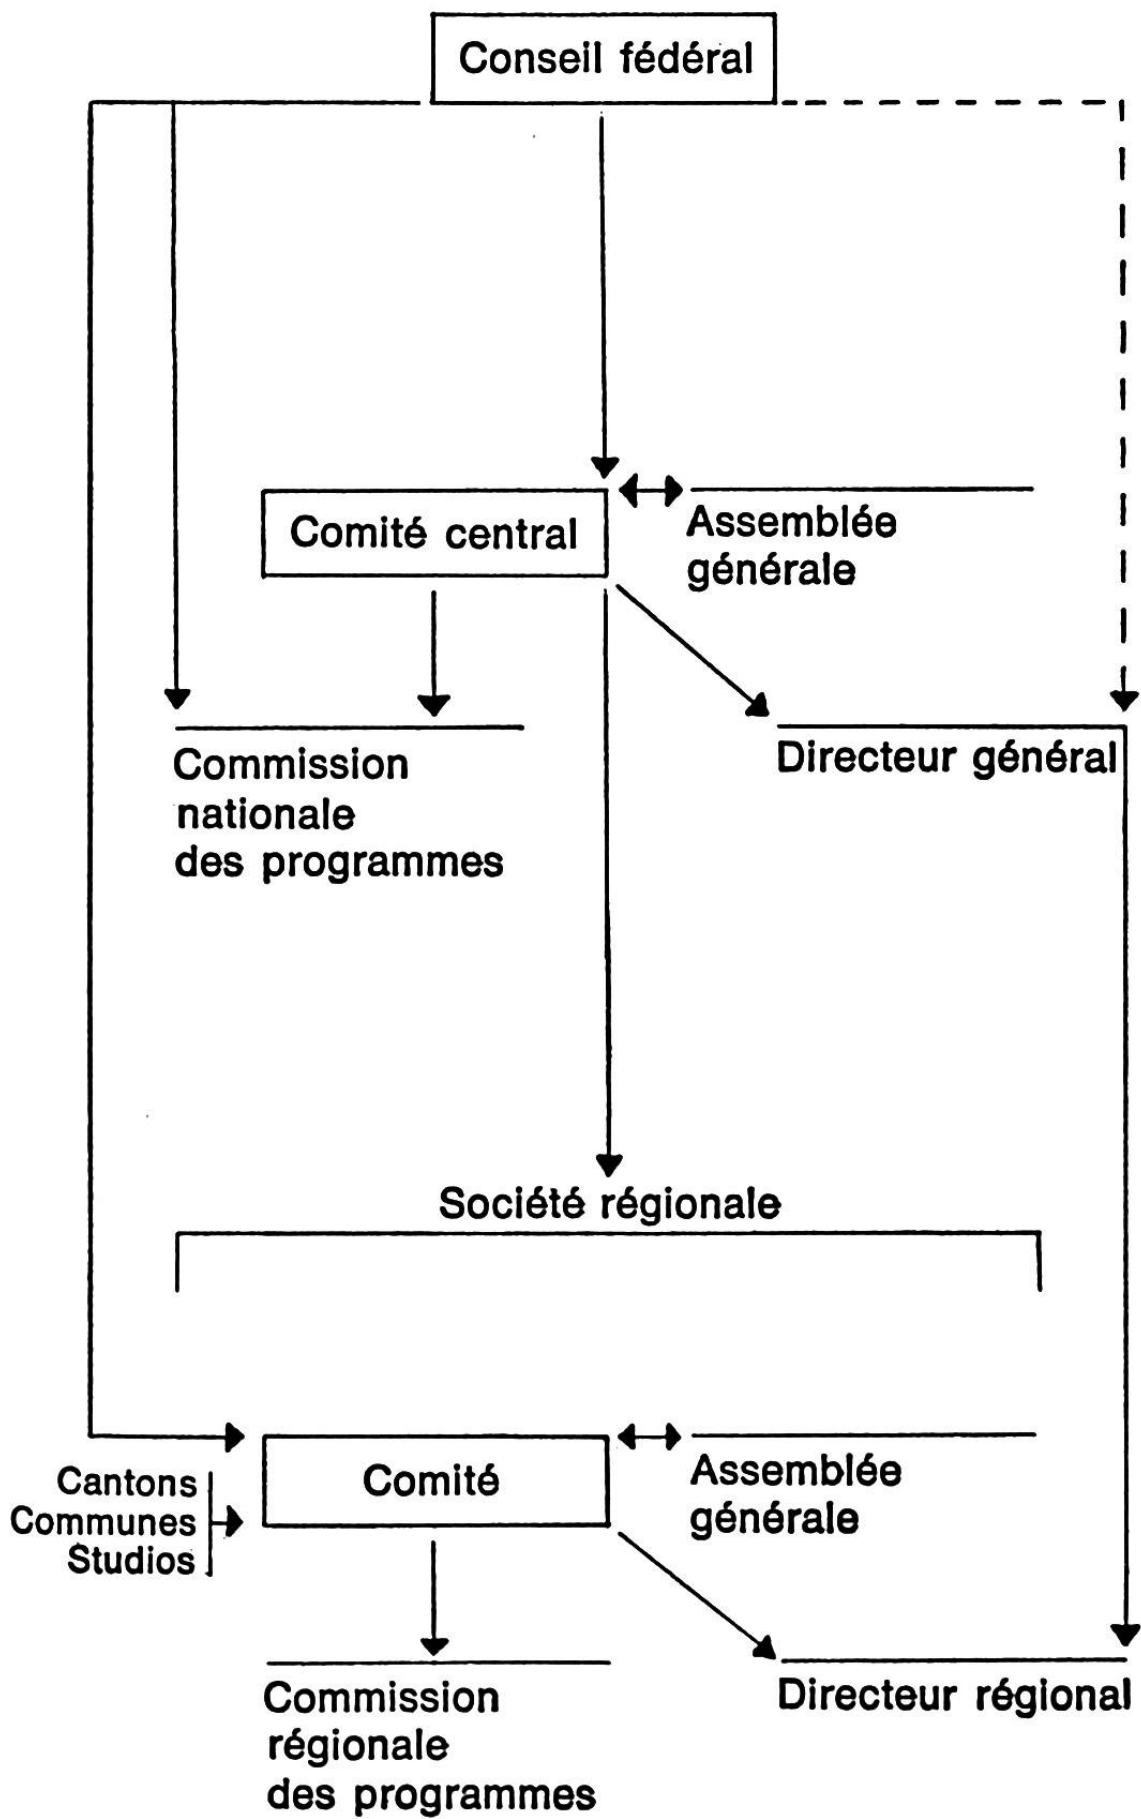 Conseil fédéral
Comité central
Assemblée
générale
Commission
nationale
des programmes
Directeur général
Société régionale
Cantons
Communes
Studios
Comité
Assemblée
générale
Commission
régionale
des programmes
Directeur régional